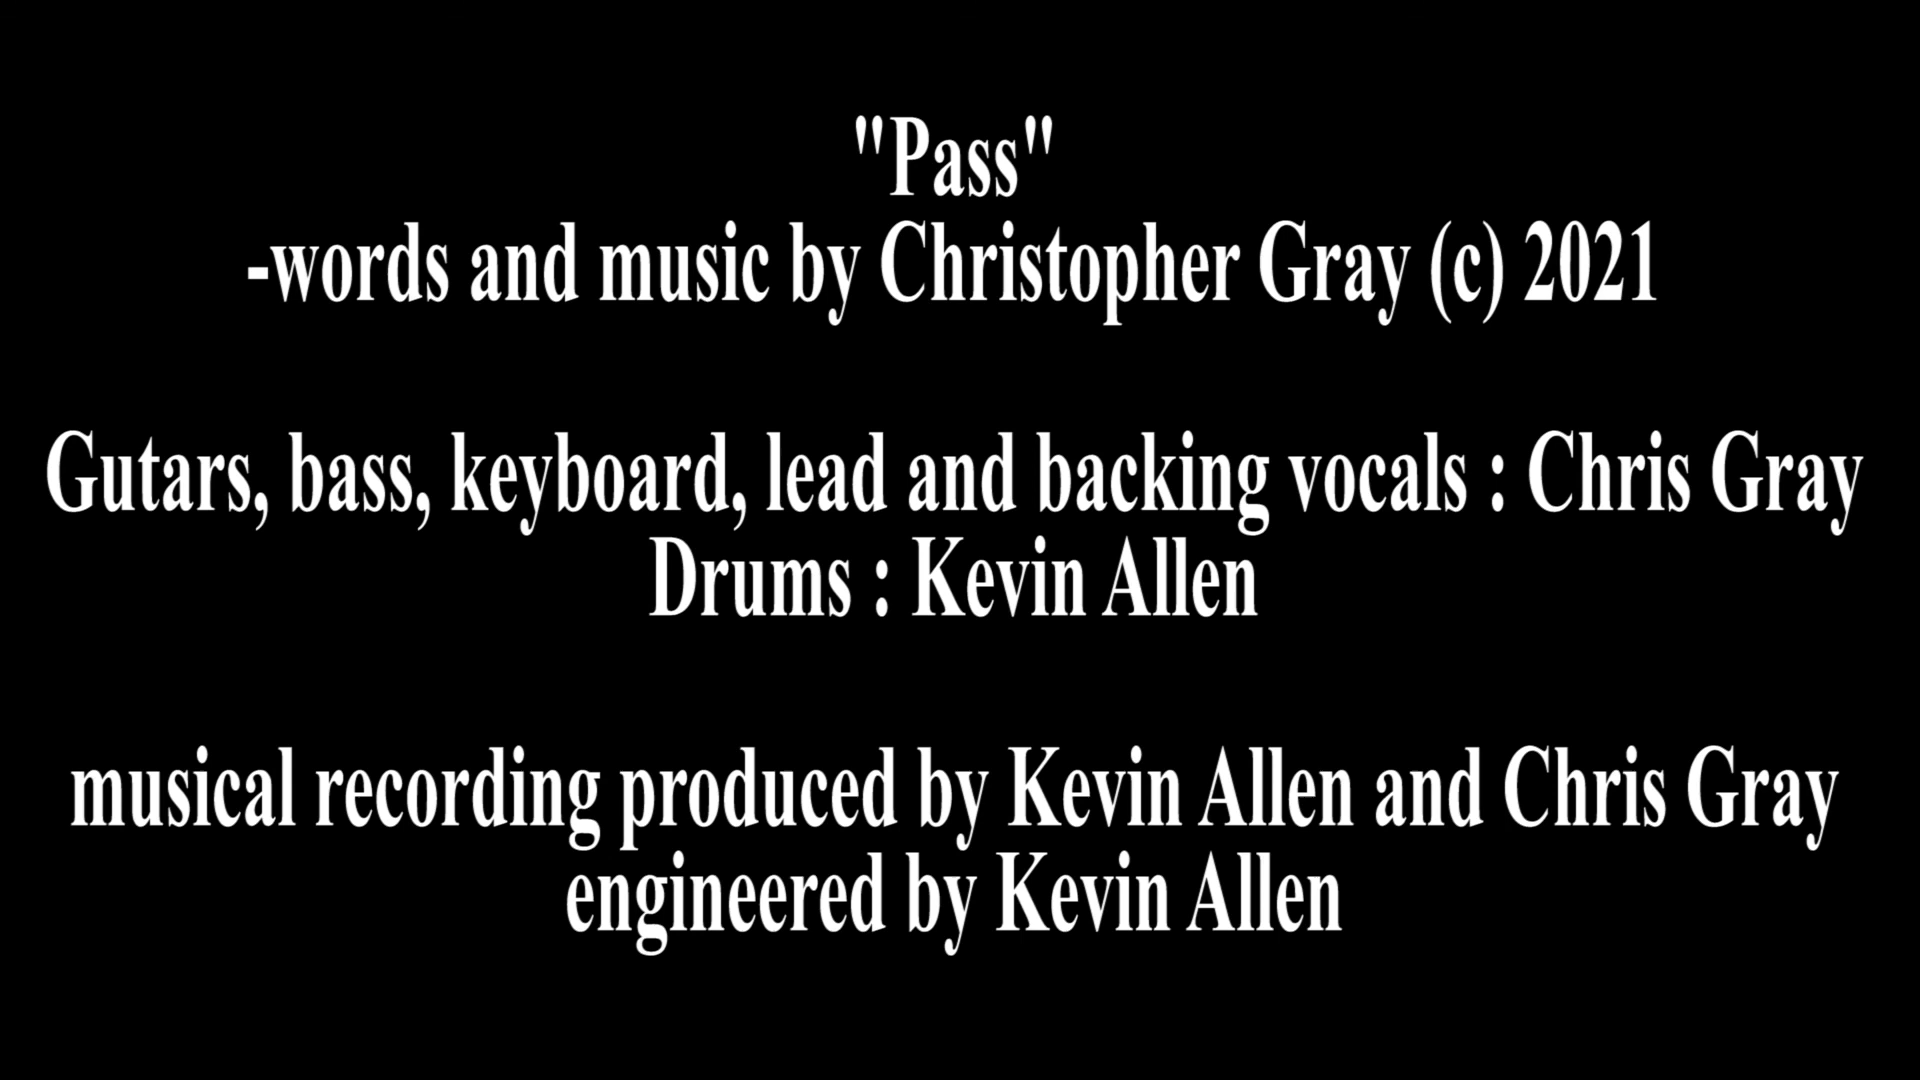 "Pass"
-words and music by Christopher Gray (c) 2021
Gutars, bass, keyboard, lead and backing vocals : Chris Gray
Drums : Kevin Allen
musical recording produced by Kevin Allen and Chris Gray
engineered by Kevin Allen